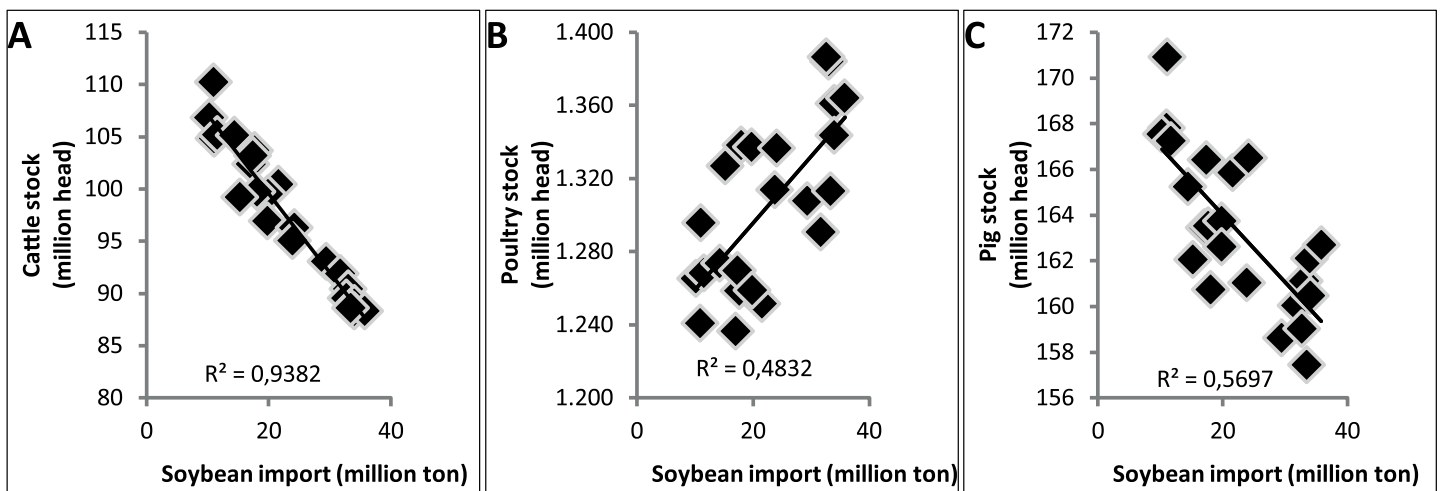 A
Cattle stock
(million head)
115
110
105
100
95
90
85
80
R² = 0,9382
0 20 40
Soybean import (million ton)
B
Poultry stock
(million head)
1.400
1.360
1.320
1.280
1.240
1.200
R² = 0,4832
0 20 40
Soybean import (million ton)
C
Pig stock
(million head)
172
170
168
166
164
162
160
158
156
R² = 0,5697
0 20 40
Soybean import (million ton)